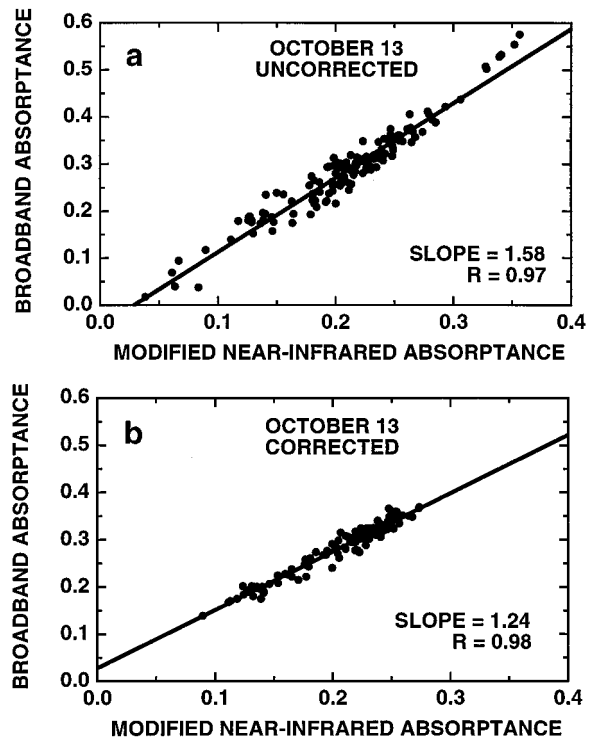 a
OCTOBER 13
UNCORRECTED
BROADBAND ABSORPTANCE
0.6
0.5
0.4
0.3
0.2
0.1
0.0
SLOPE = 1.58
R = 0.97
0.0 0.1 0.2 0.3 0.4
MODIFIED NEAR-INFRARED ABSORPTANCE
b
OCTOBER 13
CORRECTED
BROADBAND ABSORPTANCE
0.6
0.5
0.4
0.3
0.2
0.1
0.0
SLOPE = 1.24
R = 0.98
0.0 0.1 0.2 0.3 0.4
MODIFIED NEAR-INFRARED ABSORPTANCE